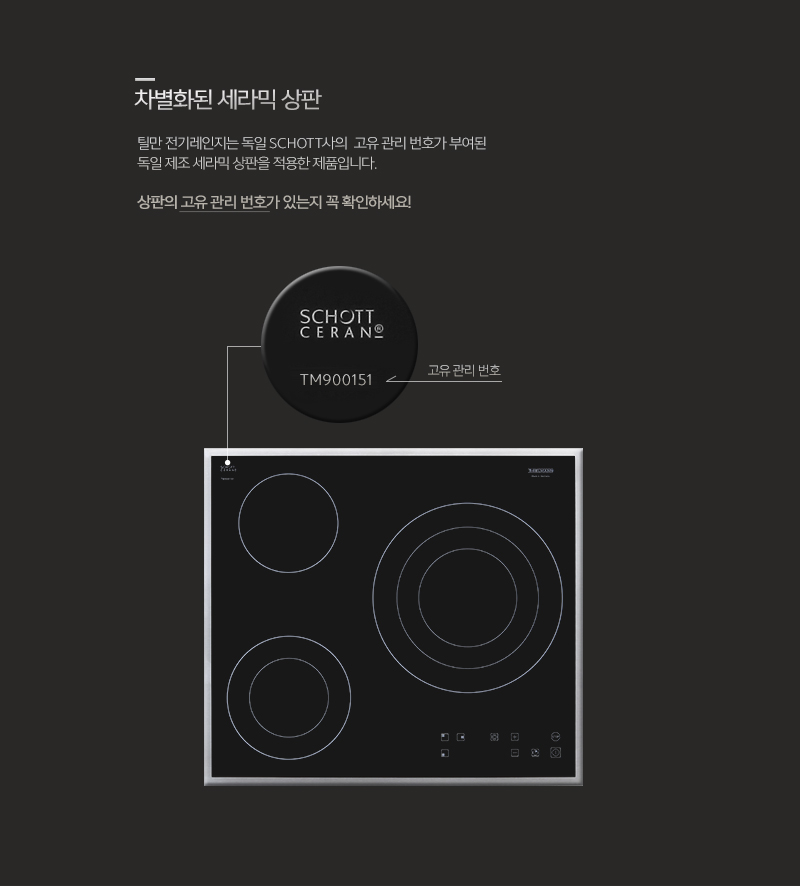 차별화된 세라믹 상판
틸만 전기레인지는 독일 SCHOTT사의 고유 관리 번호가 부여된
독일 제조 세라믹 상판을 적용한 제품입니다.
상판의 고유 관리 번호가 있는지 꼭 확인하세요!
SCHOTT
CERAN®
TM900151
고유 관리 번호
SCHOTT
CERAN